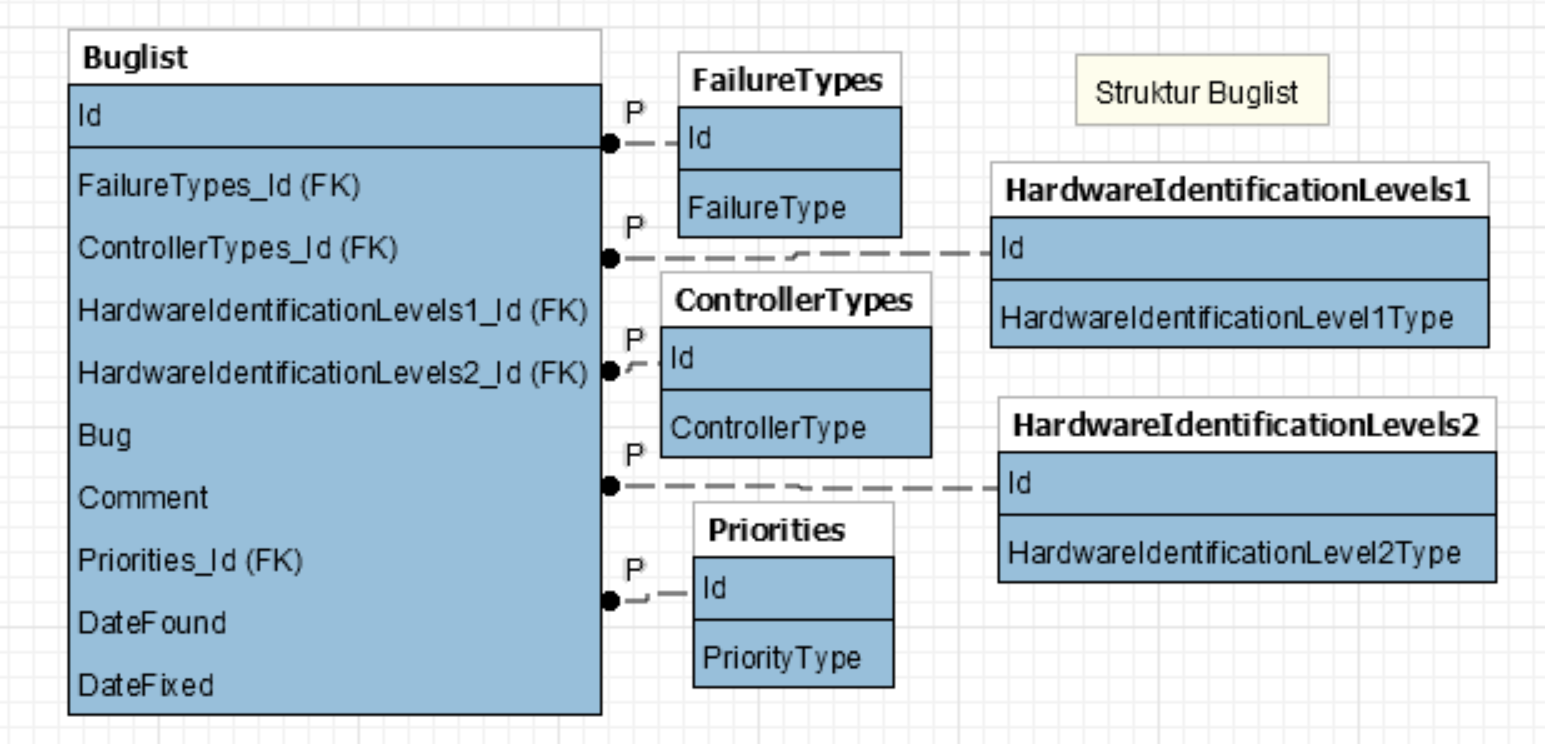 Buglist
Id
FailureTypes_Id (FK)
ControllerTypes_Id (FK)
HardwareIdentificationLevels1_Id (FK)
HardwareIdentificationLevels2_Id (FK)
Bug
Comment
Priorities_Id (FK)
DateFound
DateFixed
P
P
P
P
P
FailureTypes
Id
FailureType
ControllerTypes
Id
ControllerType
Priorities
Id
PriorityType
Struktur Buglist
HardwareIdentificationLevels1
Id
HardwareIdentificationLevel1Type
HardwareIdentificationLevels2
Id
HardwareIdentificationLevel2Type